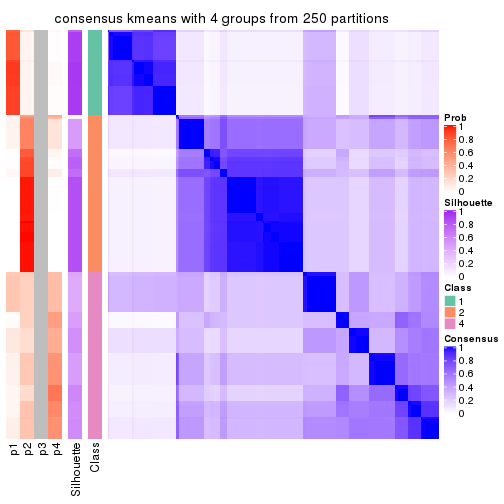 consensus kmeans with 4 groups from 250 partitions
Prob
1
0.8
0.6
0.4
0.2
0
Silhouette
1
0.8
0.6
0.4
0.2
0
Class
1
2
4
Consensus
1
0.8
0.6
0.4
0.2
0
p1
p2
p3
p4
Silhouette
Class